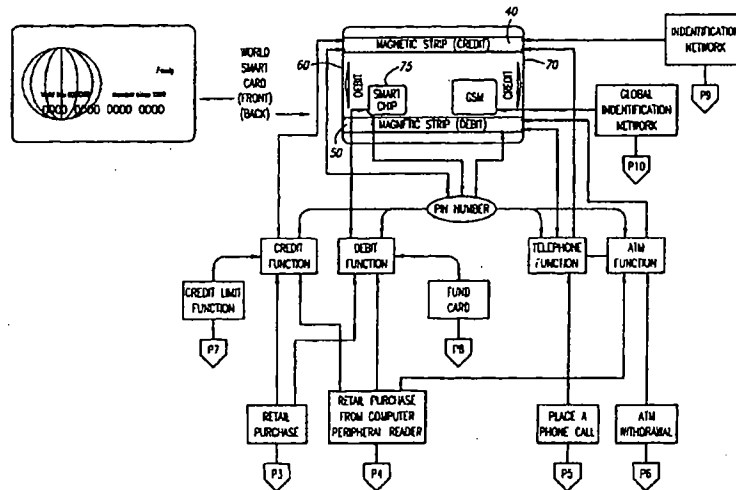 WORLD
SMART
CARD
(FRONT)
(BACK)
0000 0000 0000 0000
40
MAGNETIC STRIP (CREDIT)
60
70
75
DEBIT
SMART
CHIP
GSM
CREDIT
50
MAGNETIC STRIP (DEBIT)
INDENTIFICATION
NETWORK
P9
GLOBAL
INDENTIFICATION
NETWORK
P10
PIN NUMBER
CREDIT
FUNCTION
DEBIT
FUNCTION
TELEPHONE
FUNCTION
ATM
FUNCTION
CREDIT LIMIT
FUNCTION
P7
FUND
CARD
P8
RETAIL
PURCHASE
P3
RETAIL PURCHASE
FROM COMPUTER
PERIPHERAL READER
P4
PLACE A
PHONE CALL
P5
ATM
WITHDRAWAL
P6